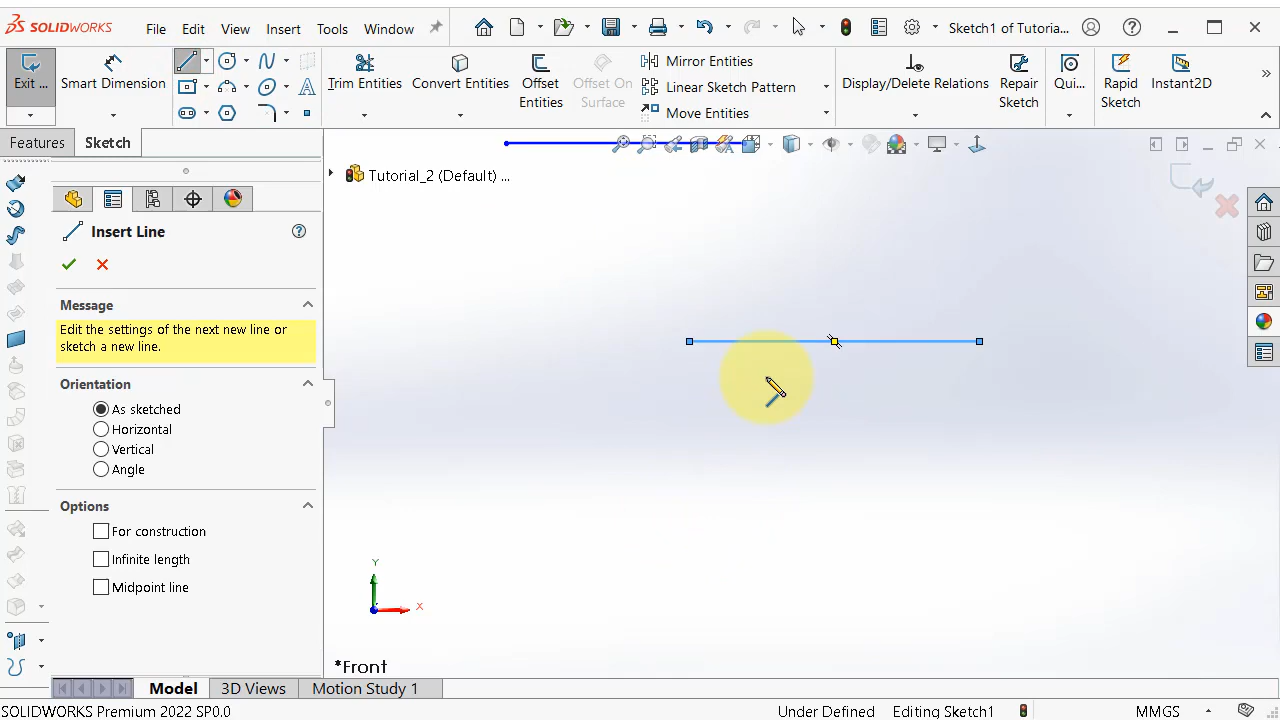 SOLIDWORKS File Edit View Insert Tools Window Sketch1 of Tutoria...
Exit ... Smart Dimension Trim Entities Convert Entities Offset Entities Offset On Surface Mirror Entities Linear Sketch Pattern Move Entities Display/Delete Relations Repair Sketch Qui... Rapid Sketch Instant2D
Features Sketch
Tutorial_2 (Default) ...
Insert Line
Message
Edit the settings of the next new line or
sketch a new line.
Orientation
As sketched
Horizontal
Vertical
Angle
Options
For construction
Infinite length
Midpoint line
Y
X
*Front
Model 3D Views Motion Study 1
SOLIDWORKS Premium 2022 SP0.0 Under Defined Editing Sketch1 MMGS